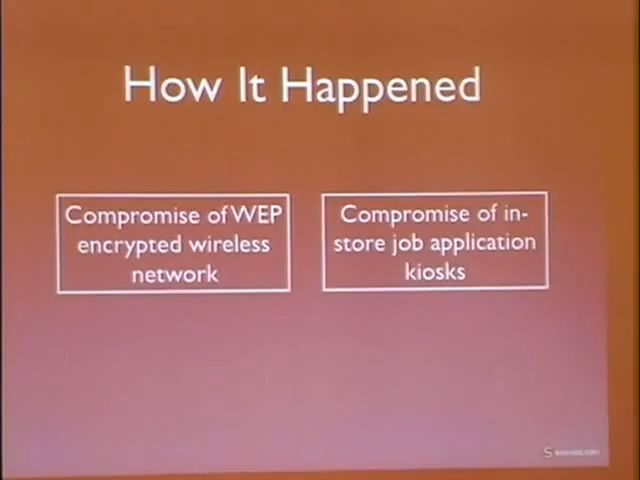 How It Happened
Compromise of WEP
encrypted wireless
network
Compromise of in-
store job application
kiosks